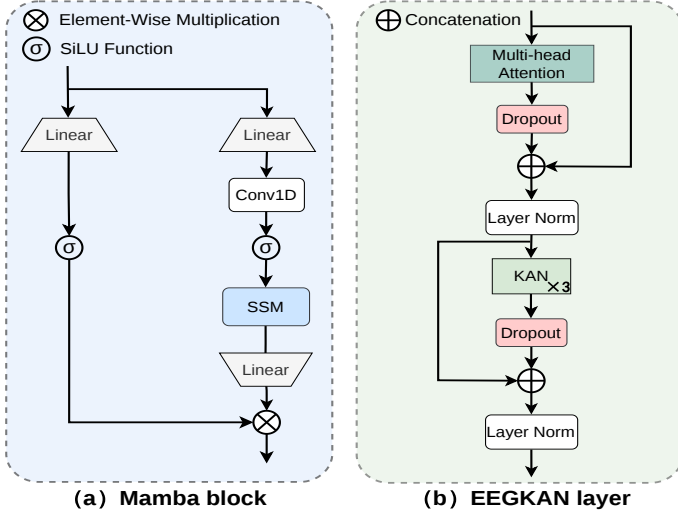 Element-Wise Multiplication
σ SiLU Function
Linear
Linear
Conv1D
σ
σ
SSM
Linear
(a) Mamba block
Concatenation
Multi-head
Attention
Dropout
Layer Norm
KAN ×3
Dropout
Layer Norm
(b) EEGKAN layer